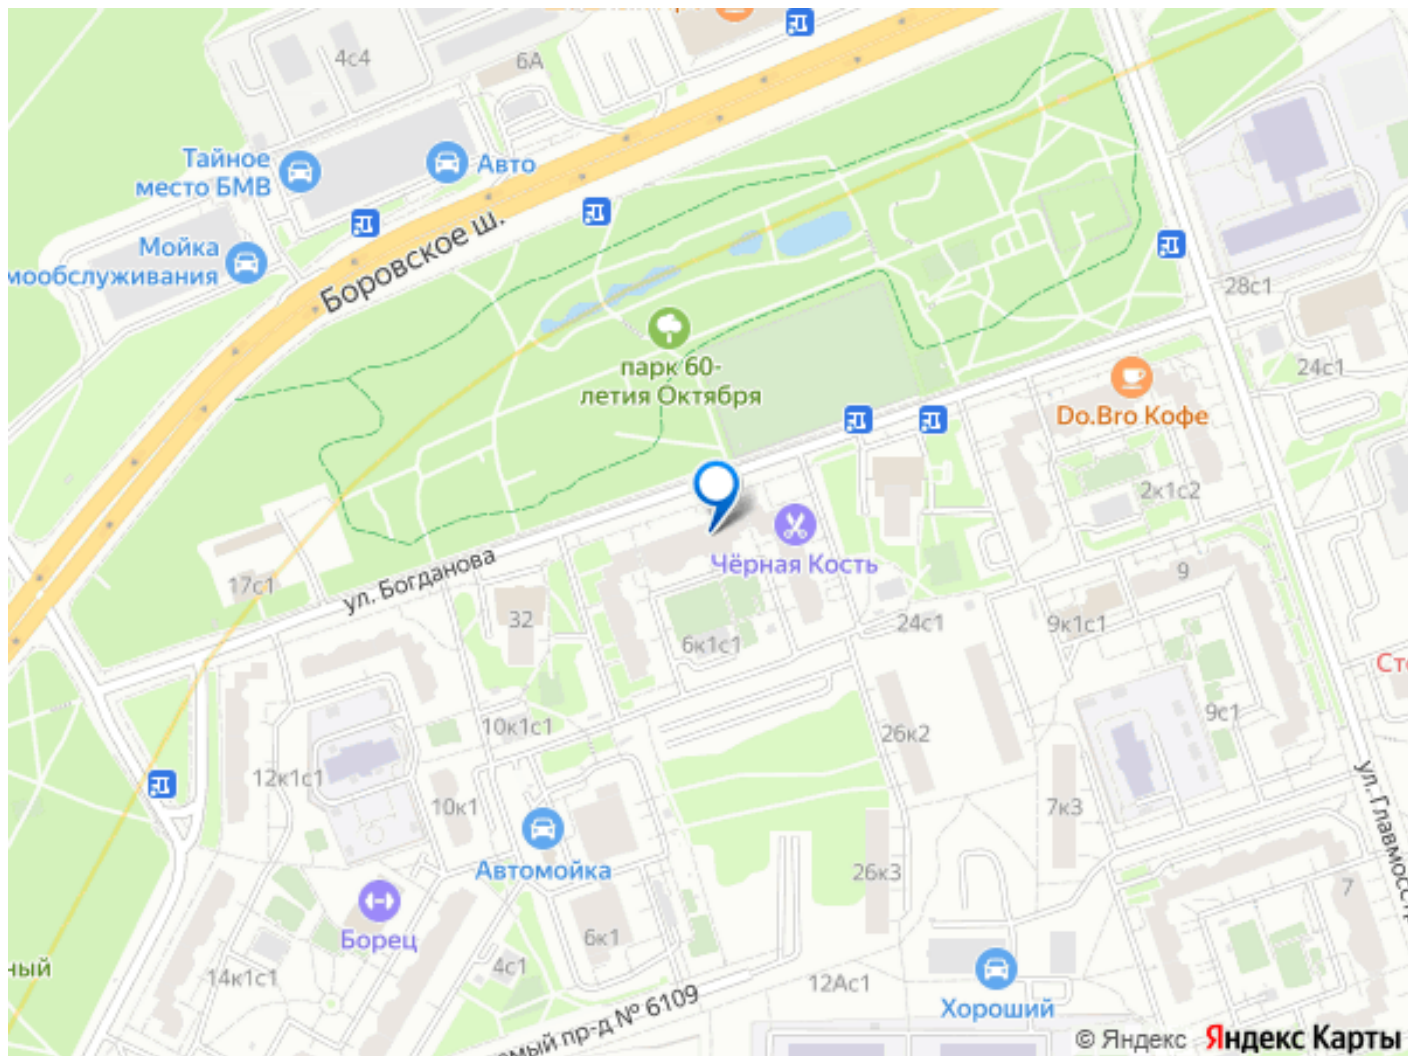 4с4
6А
Тайное
место БМВ
Авто
Мойка
мообслуживания
Боровское ш.
парк 60-
летия Октября
28с1
24с1
Do.Bro Кофе
2к1с2
Чёрная Кость
ул. Богданова
17с1
32
6к1с1
24с1
9
9к1с1
Ст
9с1
10к1с1
26к2
12к1с1
10к1
7к3
ул. Главмосстр
Автомойка
26к3
7
Борец
6к1
4с1
ный
14к1с1
12Ас1
Хороший
емый пр-д № 6109
© Яндекс Яндекс Карты